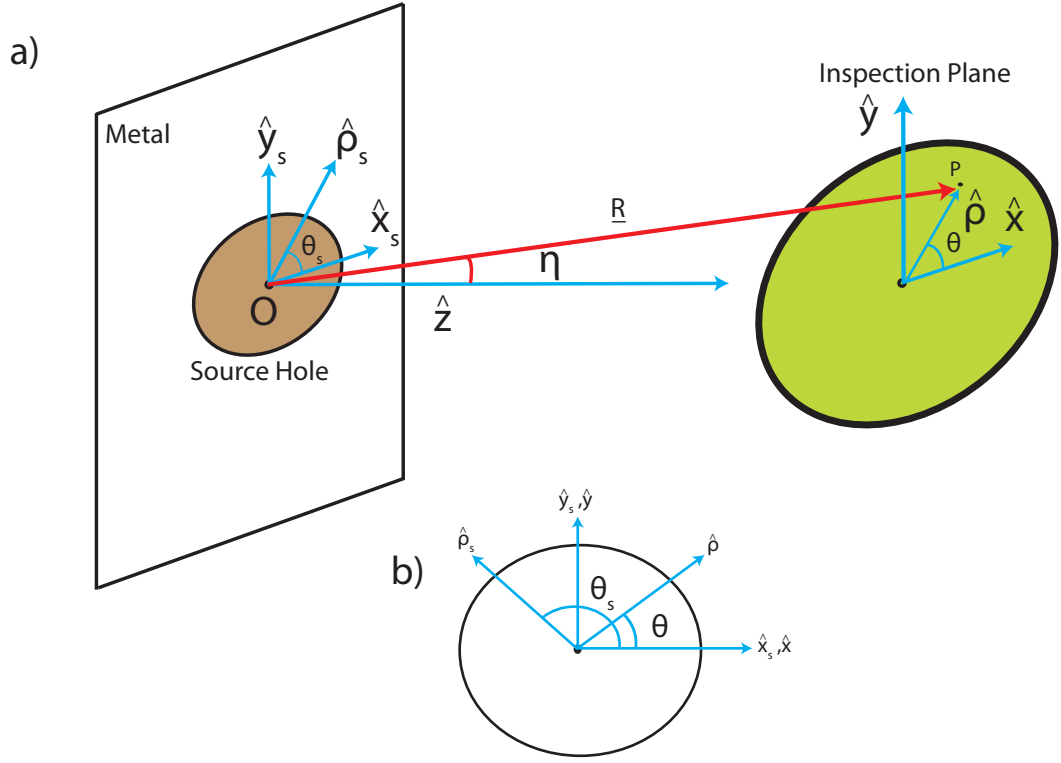 a)
Inspection Plane
Metal
ŷ
ŷₛ
ρ̂ₛ
P
R̲
x̂ₛ
ρ̂
x̂
θₛ
θ
η
O
ẑ
Source Hole
b)
ŷₛ,ŷ
ρ̂ₛ
ρ̂
θₛ
θ
x̂ₛ,x̂